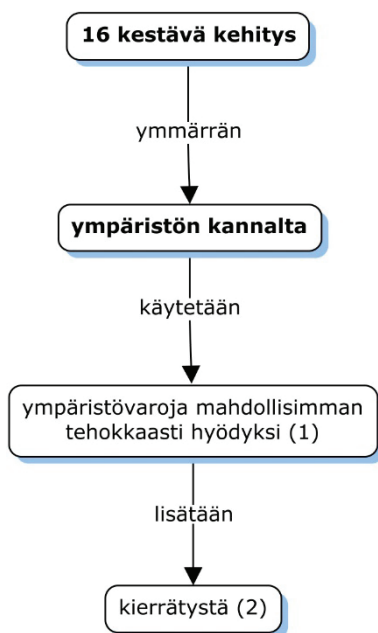 16 kestävä kehitys
ymmärrän
ympäristön kannalta
käytetään
ympäristövaroja mahdollisimman
tehokkaasti hyödyksi (1)
lisätään
kierrätystä (2)